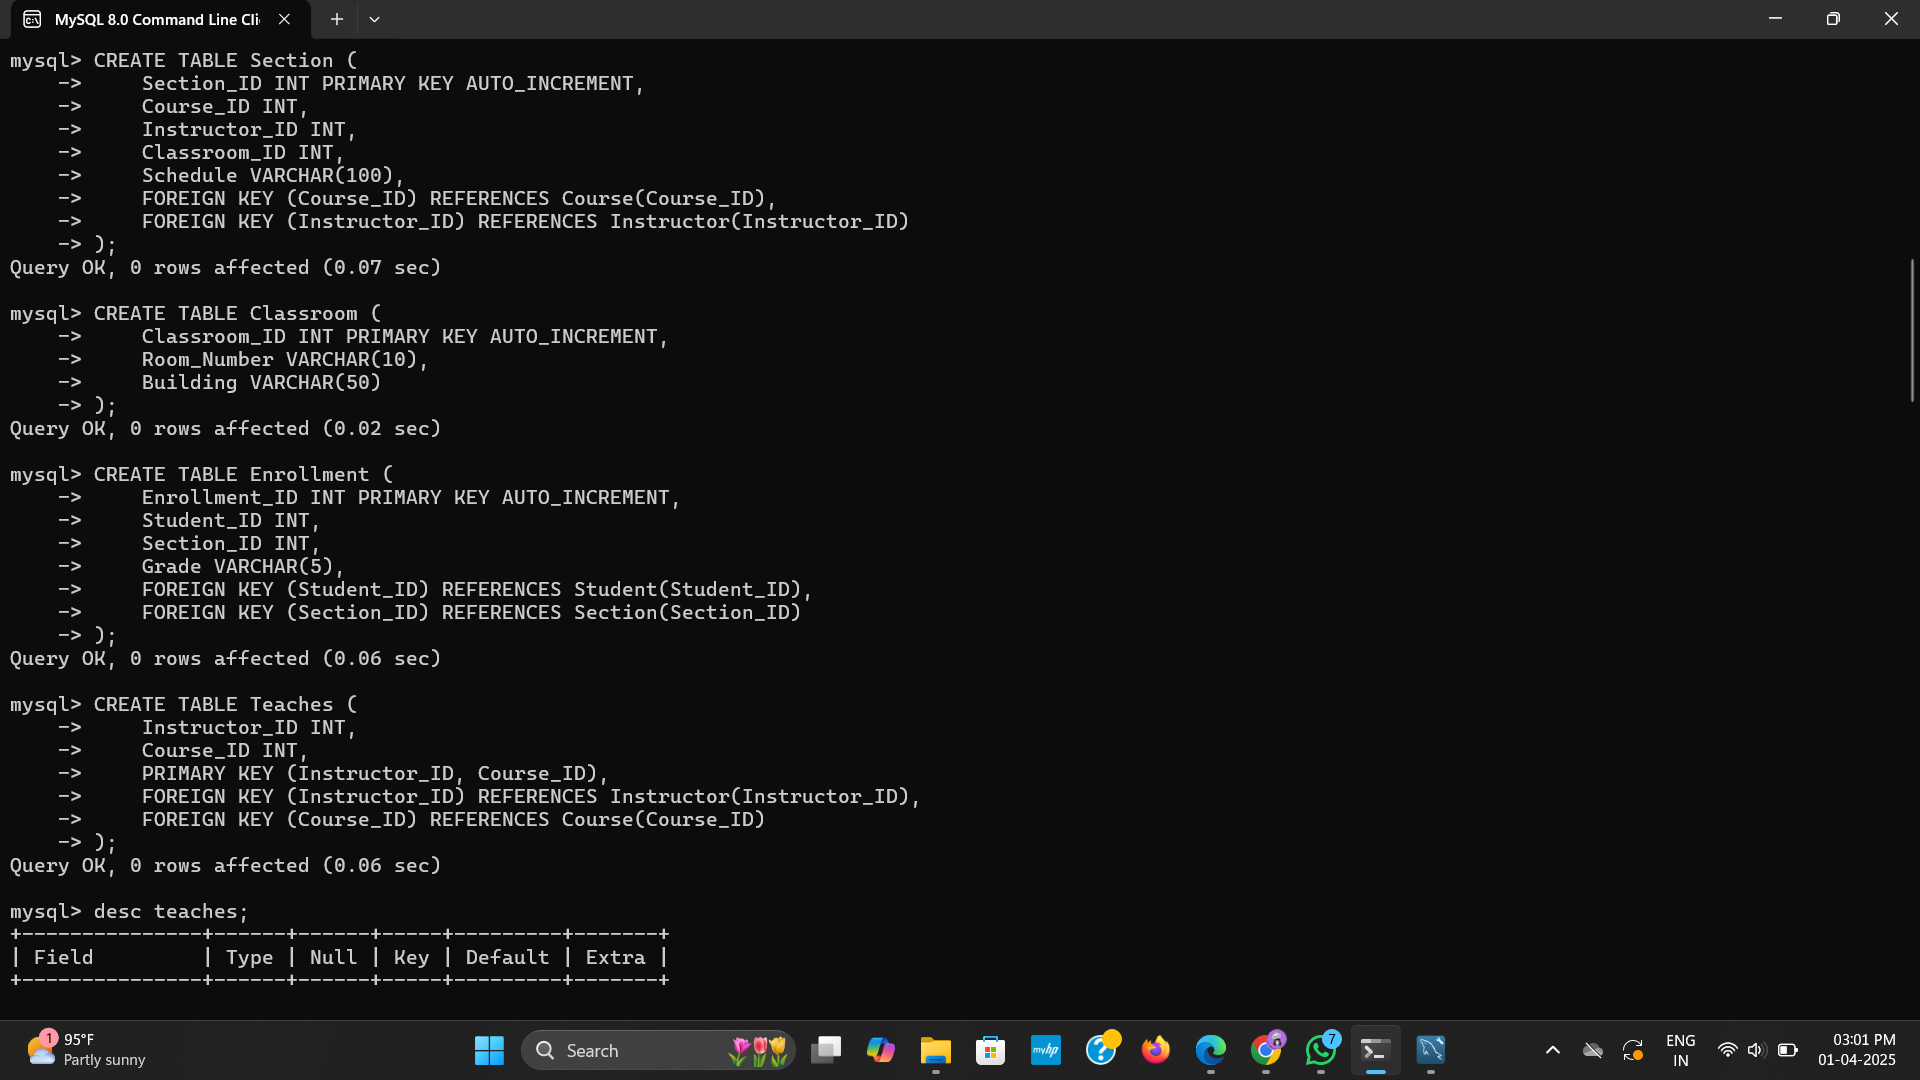 MySQL 8.0 Command Line Cli
mysql> CREATE TABLE Section (
    ->     Section_ID INT PRIMARY KEY AUTO_INCREMENT,
    ->     Course_ID INT,
    ->     Instructor_ID INT,
    ->     Classroom_ID INT,
    ->     Schedule VARCHAR(100),
    ->     FOREIGN KEY (Course_ID) REFERENCES Course(Course_ID),
    ->     FOREIGN KEY (Instructor_ID) REFERENCES Instructor(Instructor_ID)
    -> );
Query OK, 0 rows affected (0.07 sec)
mysql> CREATE TABLE Classroom (
    ->     Classroom_ID INT PRIMARY KEY AUTO_INCREMENT,
    ->     Room_Number VARCHAR(10),
    ->     Building VARCHAR(50)
    -> );
Query OK, 0 rows affected (0.02 sec)
mysql> CREATE TABLE Enrollment (
    ->     Enrollment_ID INT PRIMARY KEY AUTO_INCREMENT,
    ->     Student_ID INT,
    ->     Section_ID INT,
    ->     Grade VARCHAR(5),
    ->     FOREIGN KEY (Student_ID) REFERENCES Student(Student_ID),
    ->     FOREIGN KEY (Section_ID) REFERENCES Section(Section_ID)
    -> );
Query OK, 0 rows affected (0.06 sec)
mysql> CREATE TABLE Teaches (
    ->     Instructor_ID INT,
    ->     Course_ID INT,
    ->     PRIMARY KEY (Instructor_ID, Course_ID),
    ->     FOREIGN KEY (Instructor_ID) REFERENCES Instructor(Instructor_ID),
    ->     FOREIGN KEY (Course_ID) REFERENCES Course(Course_ID)
    -> );
Query OK, 0 rows affected (0.06 sec)
mysql> desc teaches;
+---------------+------+------+-----+---------+-------+
| Field         | Type | Null | Key | Default | Extra |
+---------------+------+------+-----+---------+-------+
1
95°F
Partly sunny
Search
myhp
7
ENG
IN
03:01 PM
01-04-2025